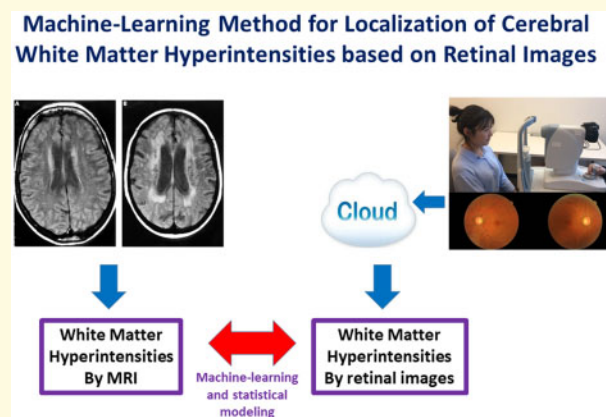 Machine-Learning Method for Localization of Cerebral
White Matter Hyperintensities based on Retinal Images
A
B
Cloud
White Matter
Hyperintensities
By MRI
Machine-learning
and statistical
modeling
White Matter
Hyperintensities
By retinal images